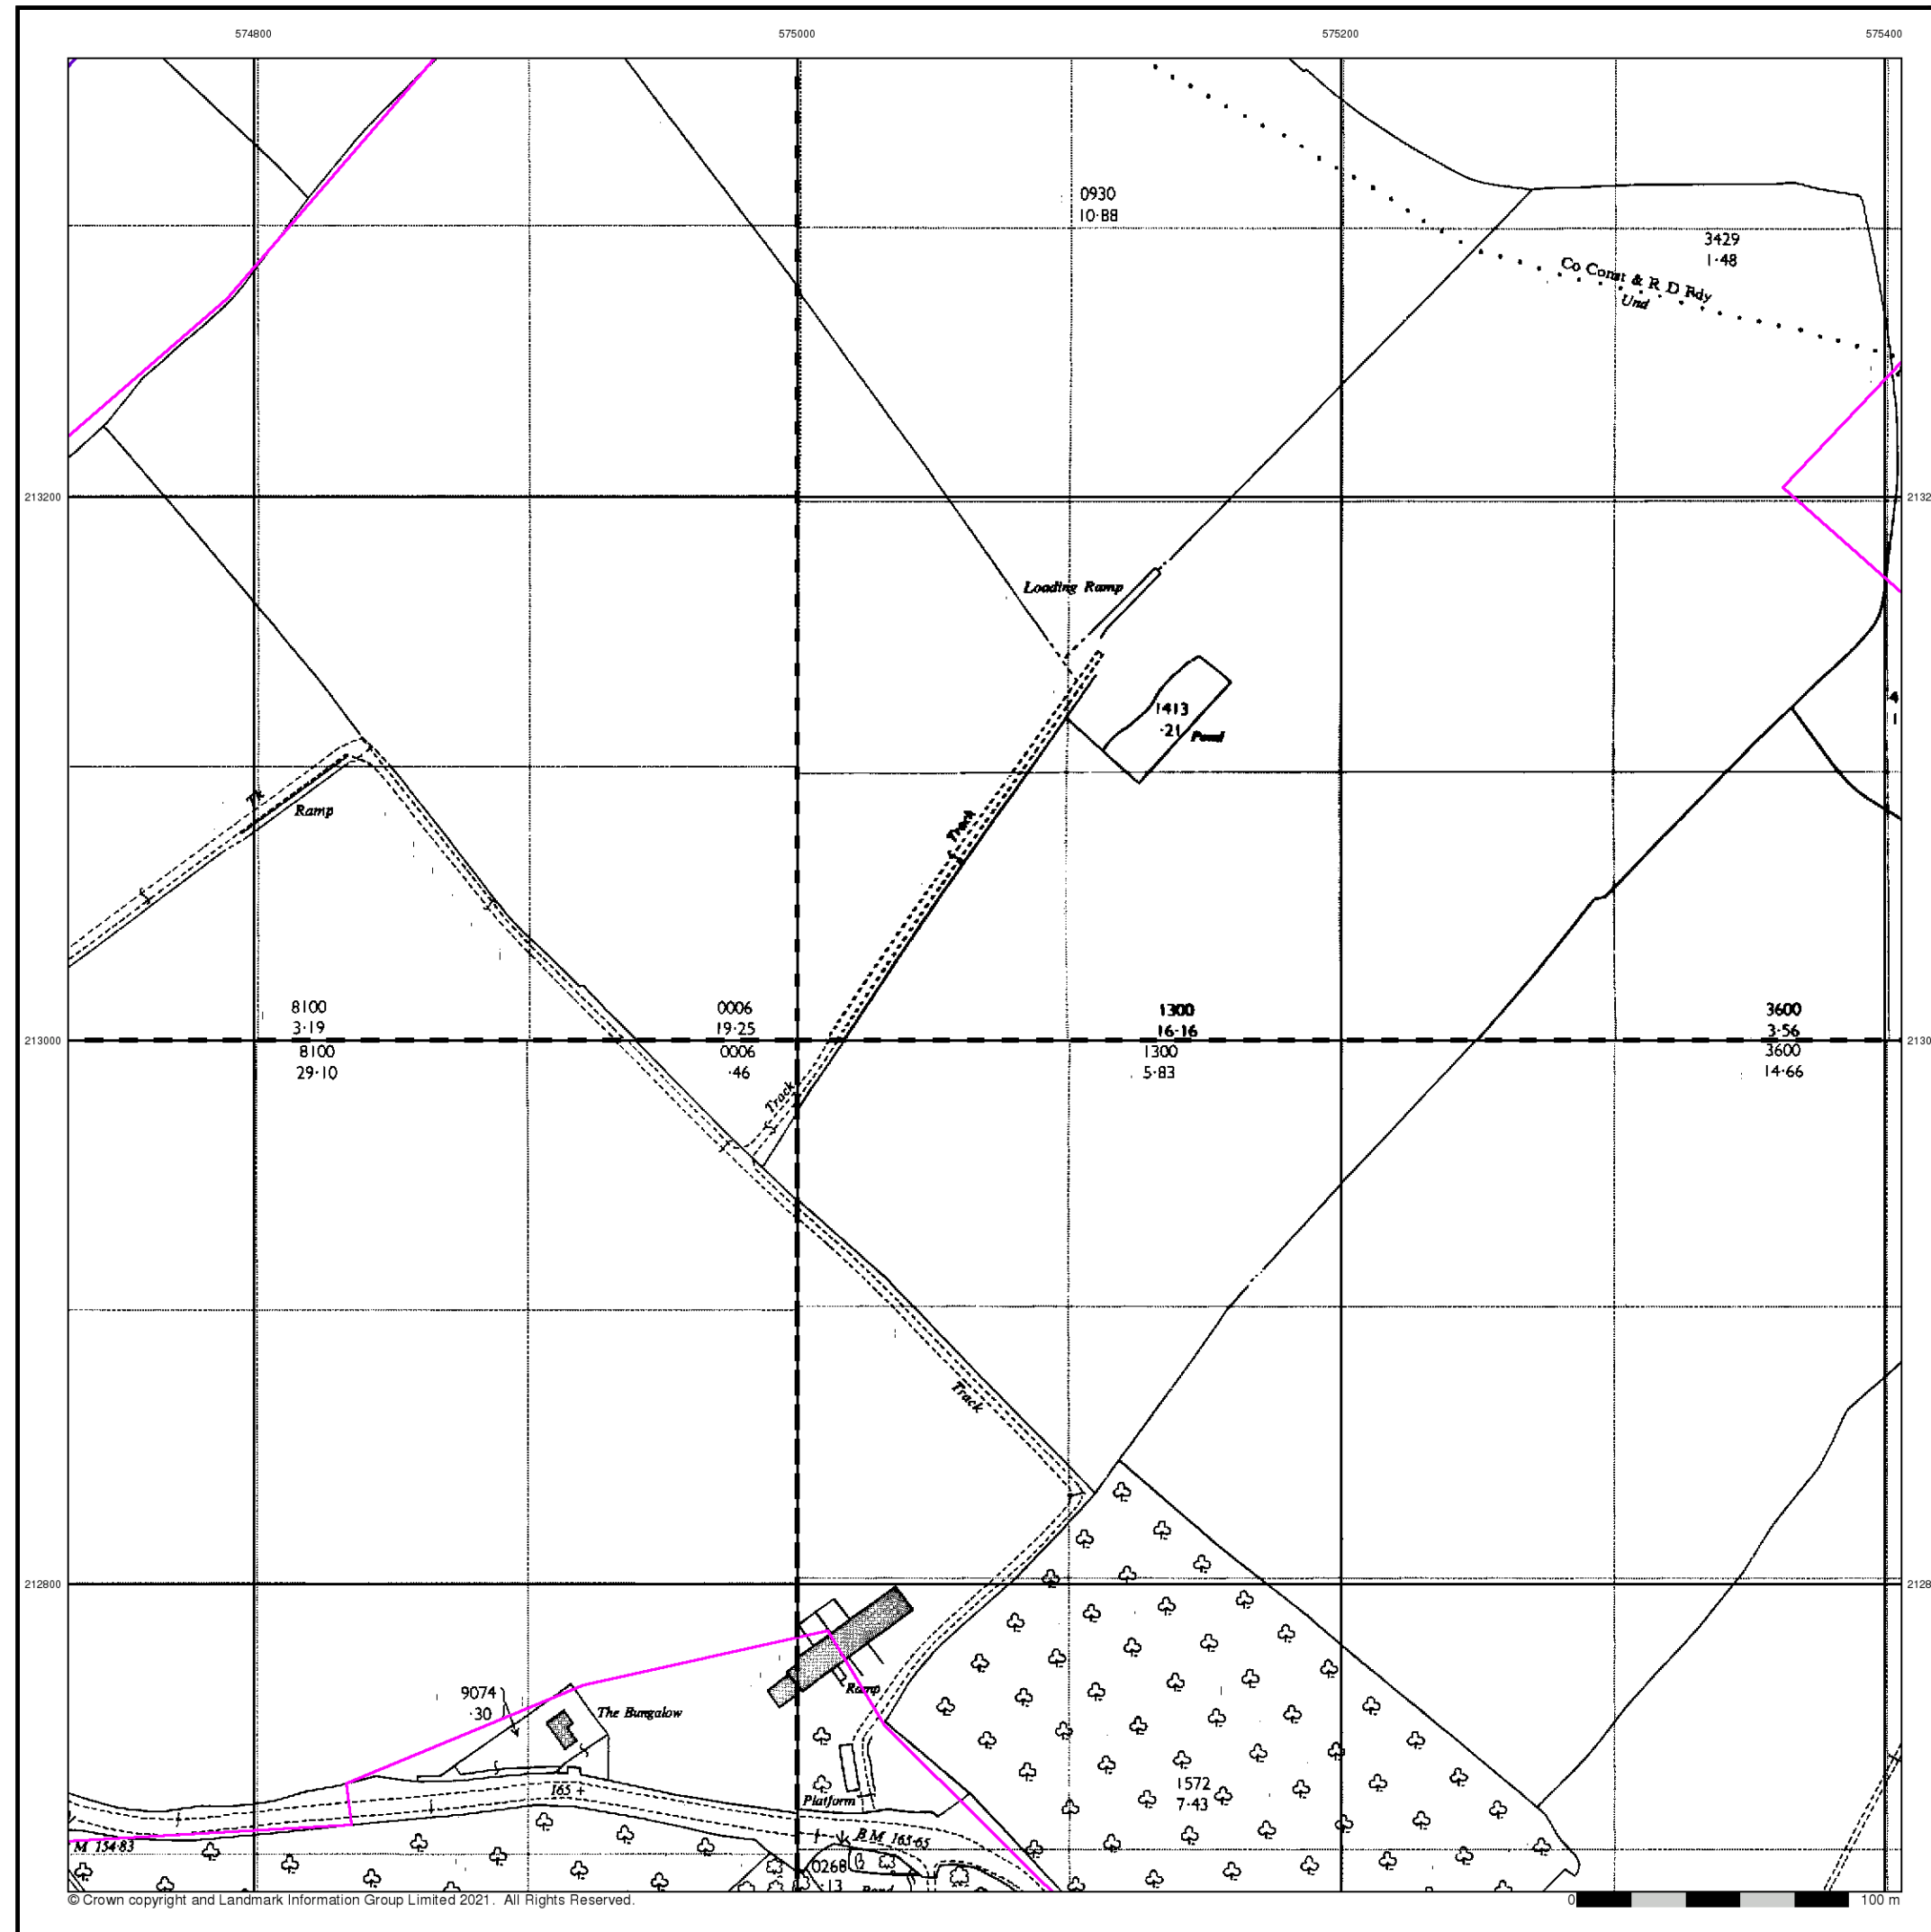 574800
575000
575200
575400
0930
10·88
3429
1·48
Co Const & R D Bdy
Und
213200
Loading Ramp
4
1
1413
·21
Pond
Tk
Ramp
Track
8100
3·19
0006
19·25
1300
16·16
3600
3·56
213000
8100
29·10
0006
·46
1300
5·83
3600
14·66
Track
Track
212800
9074
·30
The Bungalow
Ramp
165 +
Platform
1572
7·43
M 154·83
B M 165·65
0268
·13
Pond
© Crown copyright and Landmark Information Group Limited 2021. All Rights Reserved.
0
100 m